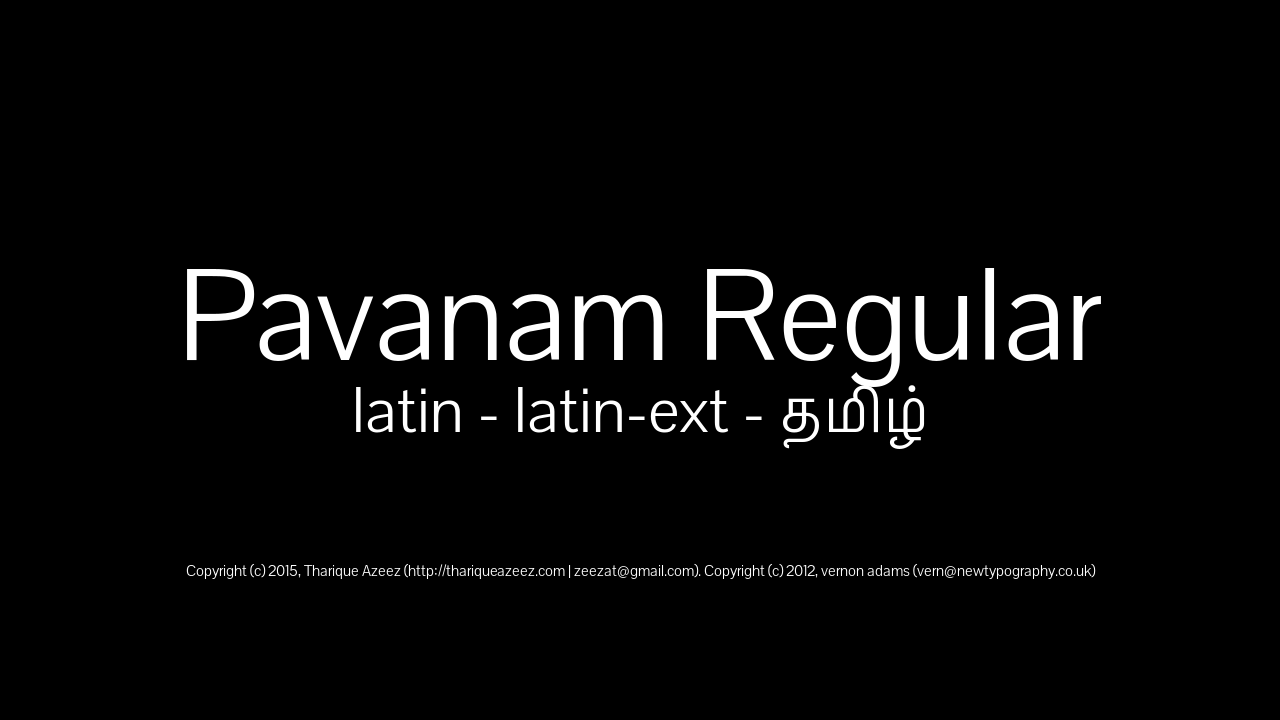 Pavanam Regular
latin - latin-ext - தமிழ்
Copyright (c) 2015, Tharique Azeez (http://thariqueazeez.com | zeezat@gmail.com). Copyright (c) 2012, vernon adams (vern@newtypography.co.uk)